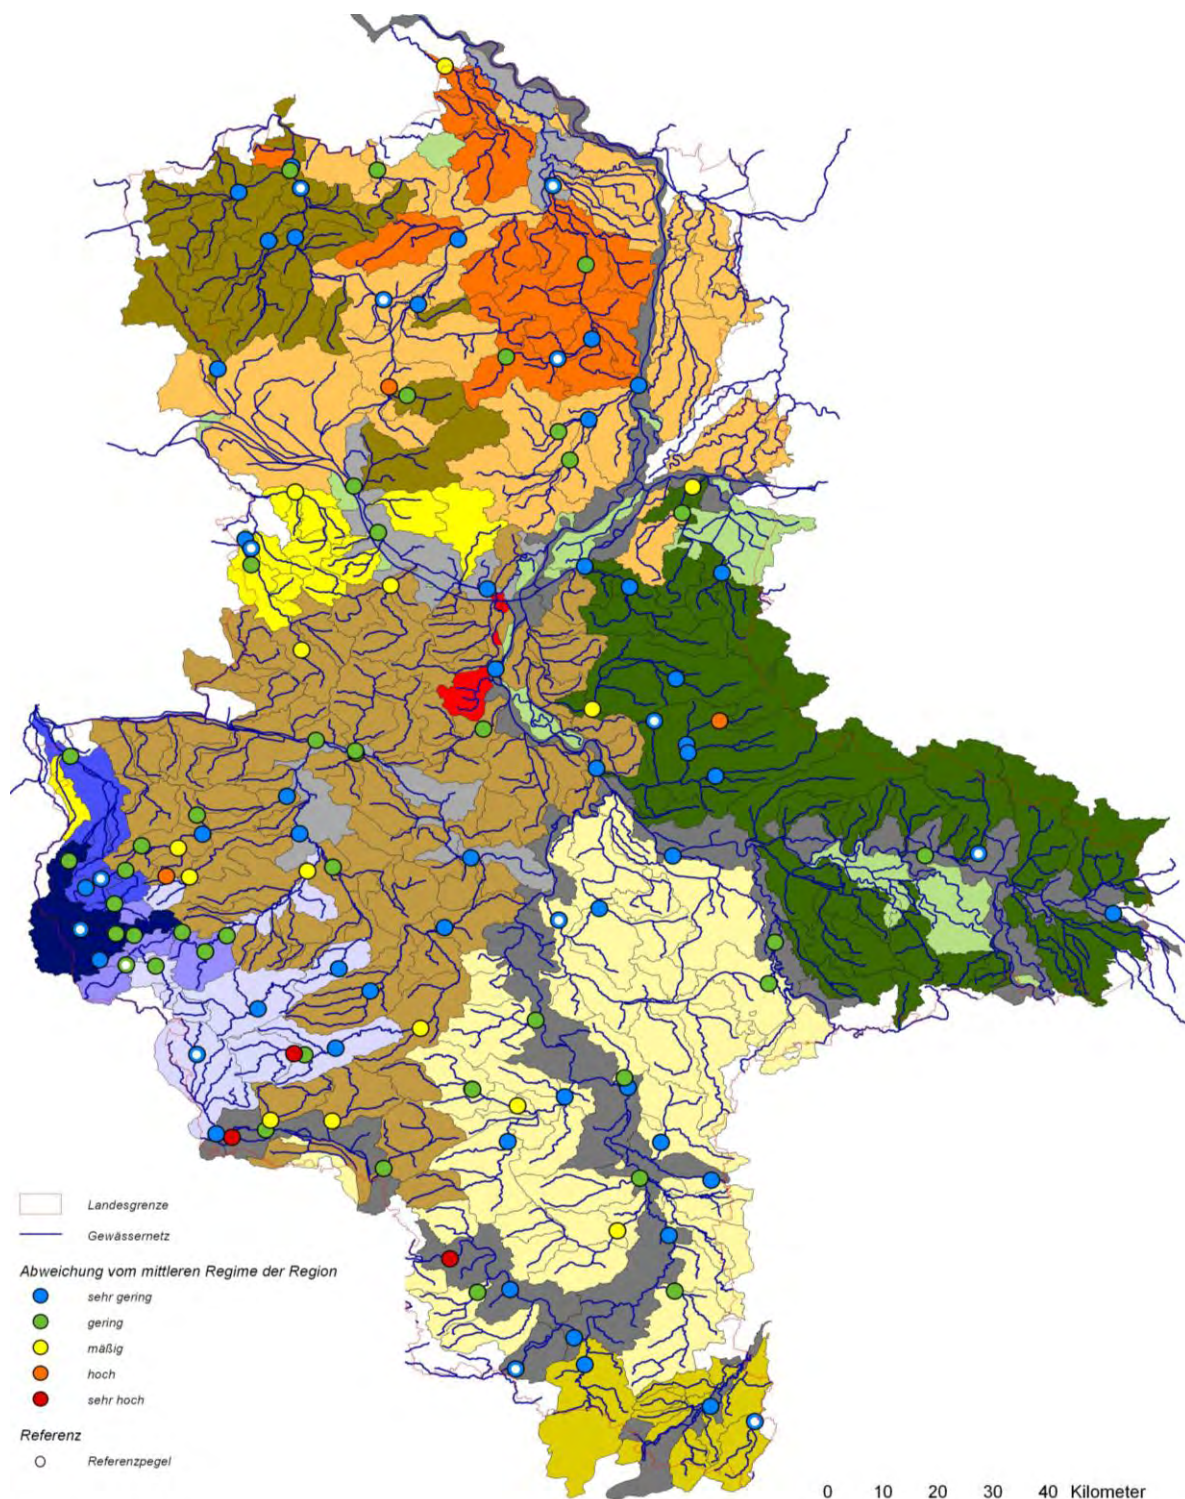 Landesgrenze
Gewässernetz
Abweichung vom mittleren Regime der Region
sehr gering
gering
mäßig
hoch
sehr hoch
Referenz
Referenzpegel
0 10 20 30 40 Kilometer